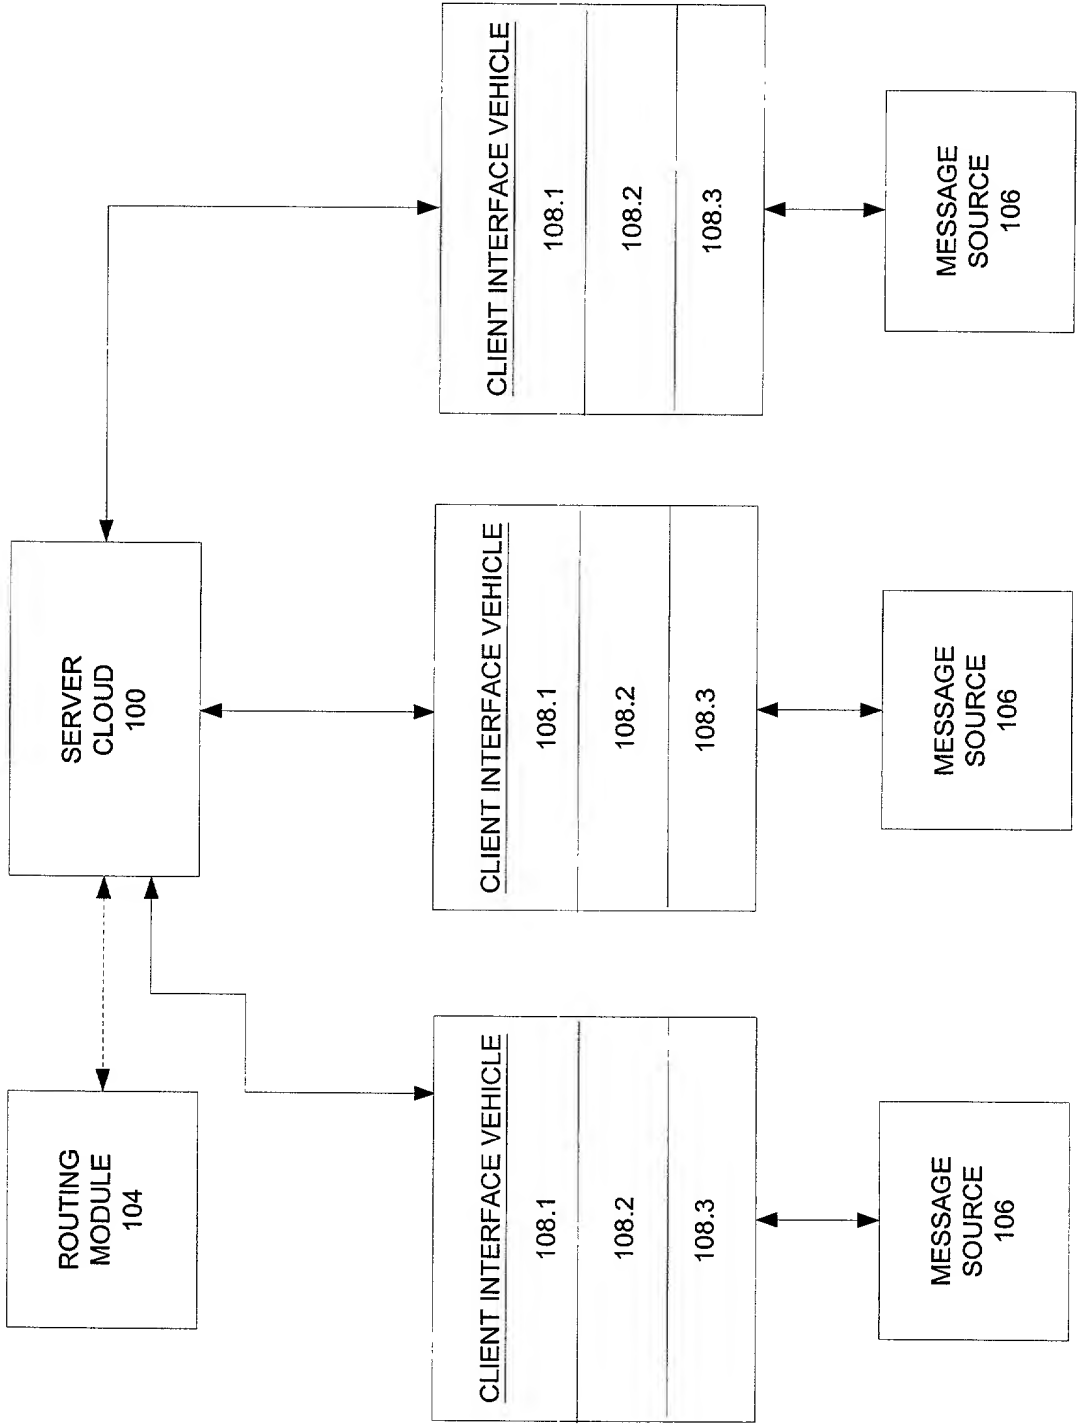 ROUTING
MODULE
104
SERVER
CLOUD
100
CLIENT INTERFACE VEHICLE
108.1
108.2
108.3
CLIENT INTERFACE VEHICLE
108.1
108.2
108.3
CLIENT INTERFACE VEHICLE
108.1
108.2
108.3
MESSAGE
SOURCE
106
MESSAGE
SOURCE
106
MESSAGE
SOURCE
106